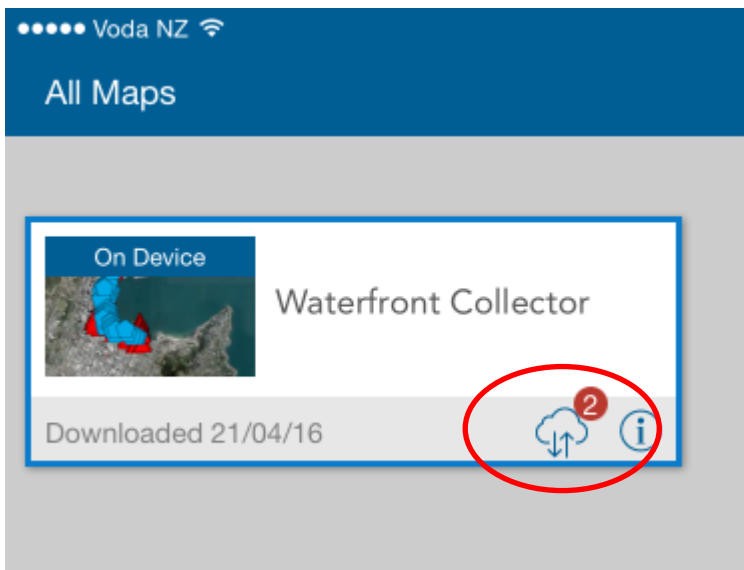 Voda NZ
All Maps
On Device
Waterfront Collector
Downloaded 21/04/16
2
i